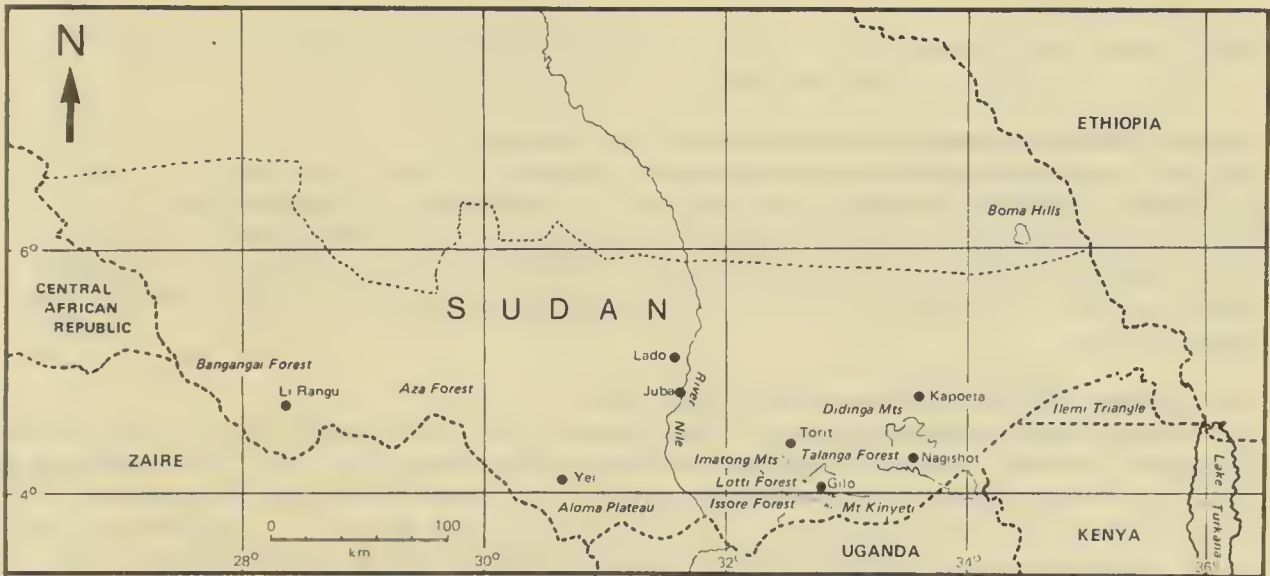 N
ETHIOPIA
Boma Hills
6°
CENTRAL
AFRICAN
REPUBLIC
SUDAN
Lado
Bangangai Forest
Li Rangu
Aza Forest
Juba
River Nile
Kapoeta
Ilemi Triangle
Didinga Mts
Torit
Imatong Mts
Talanga Forest
Nagishot
ZAIRE
Yei
Lotti Forest
Gilo
4°
Aloma Plateau
Issore Forest
Mt Kinyeti
Lake Turkana
0 100
km
UGANDA
KENYA
28°
30°
32°
34°
36°